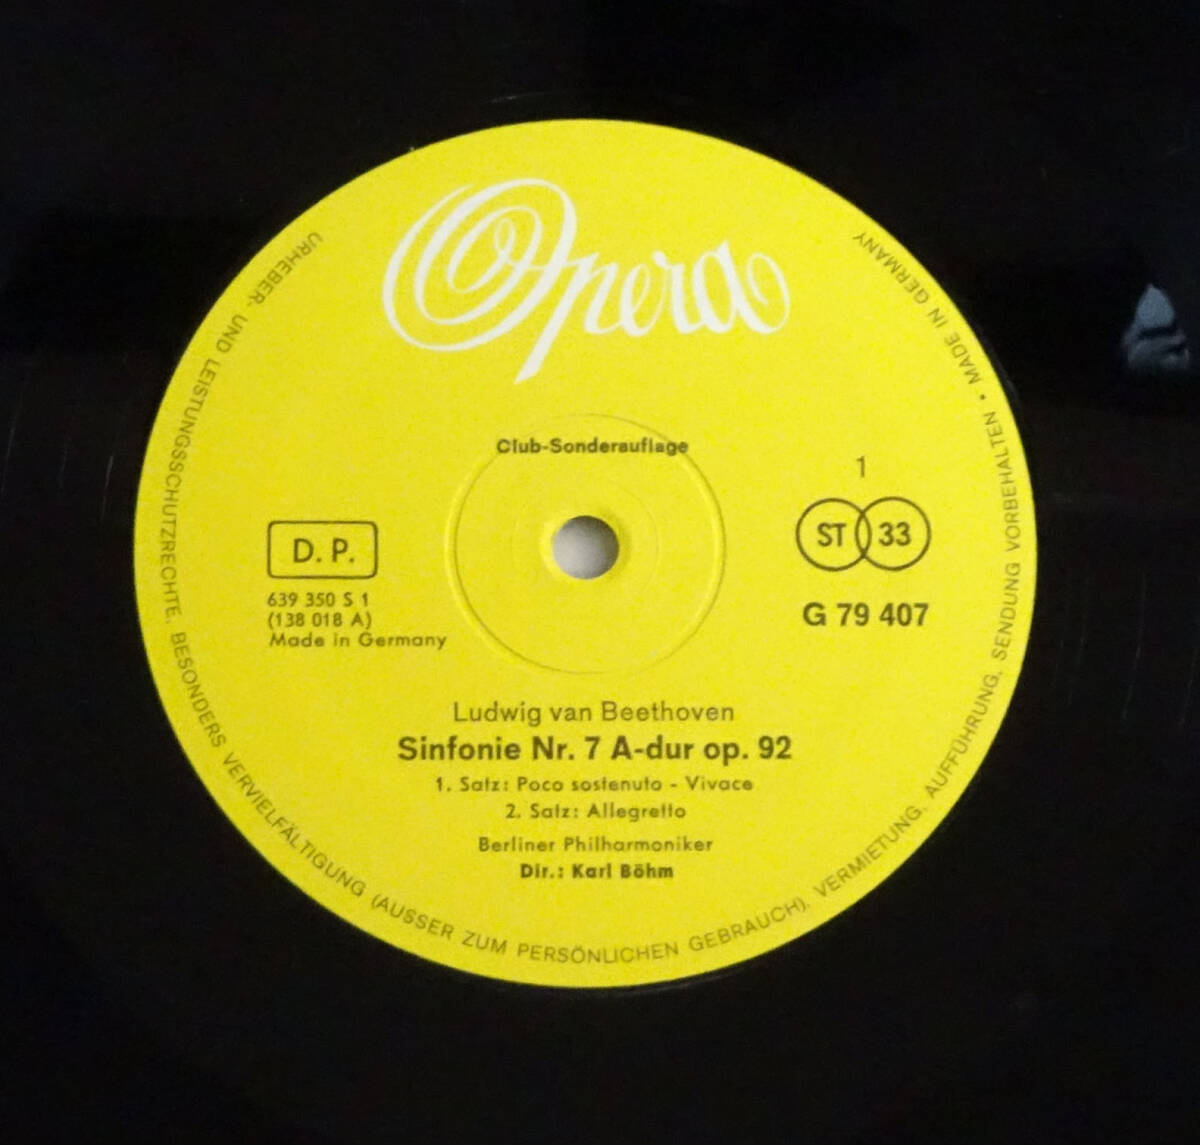 Opera
Club-Sonderauflage
1
ST 33
G 79 407
D. P.
639 350 S 1
(138 018 A)
Made in Germany
Ludwig van Beethoven
Sinfonie Nr. 7 A-dur op. 92
1. Satz: Poco sostenuto - Vivace
2. Satz: Allegretto
Berliner Philharmoniker
Dir.: Karl Böhm
URHEBER- UND LEISTUNGSSCHUTZRECHTE, BESONDERS VERVIELFÄLTIGUNG (AUSSER ZUM PERSÖNLICHEN GEBRAUCH), VERMIETUNG, AUFFÜHRUNG, SENDUNG VORBEHALTEN • MADE IN GERMANY